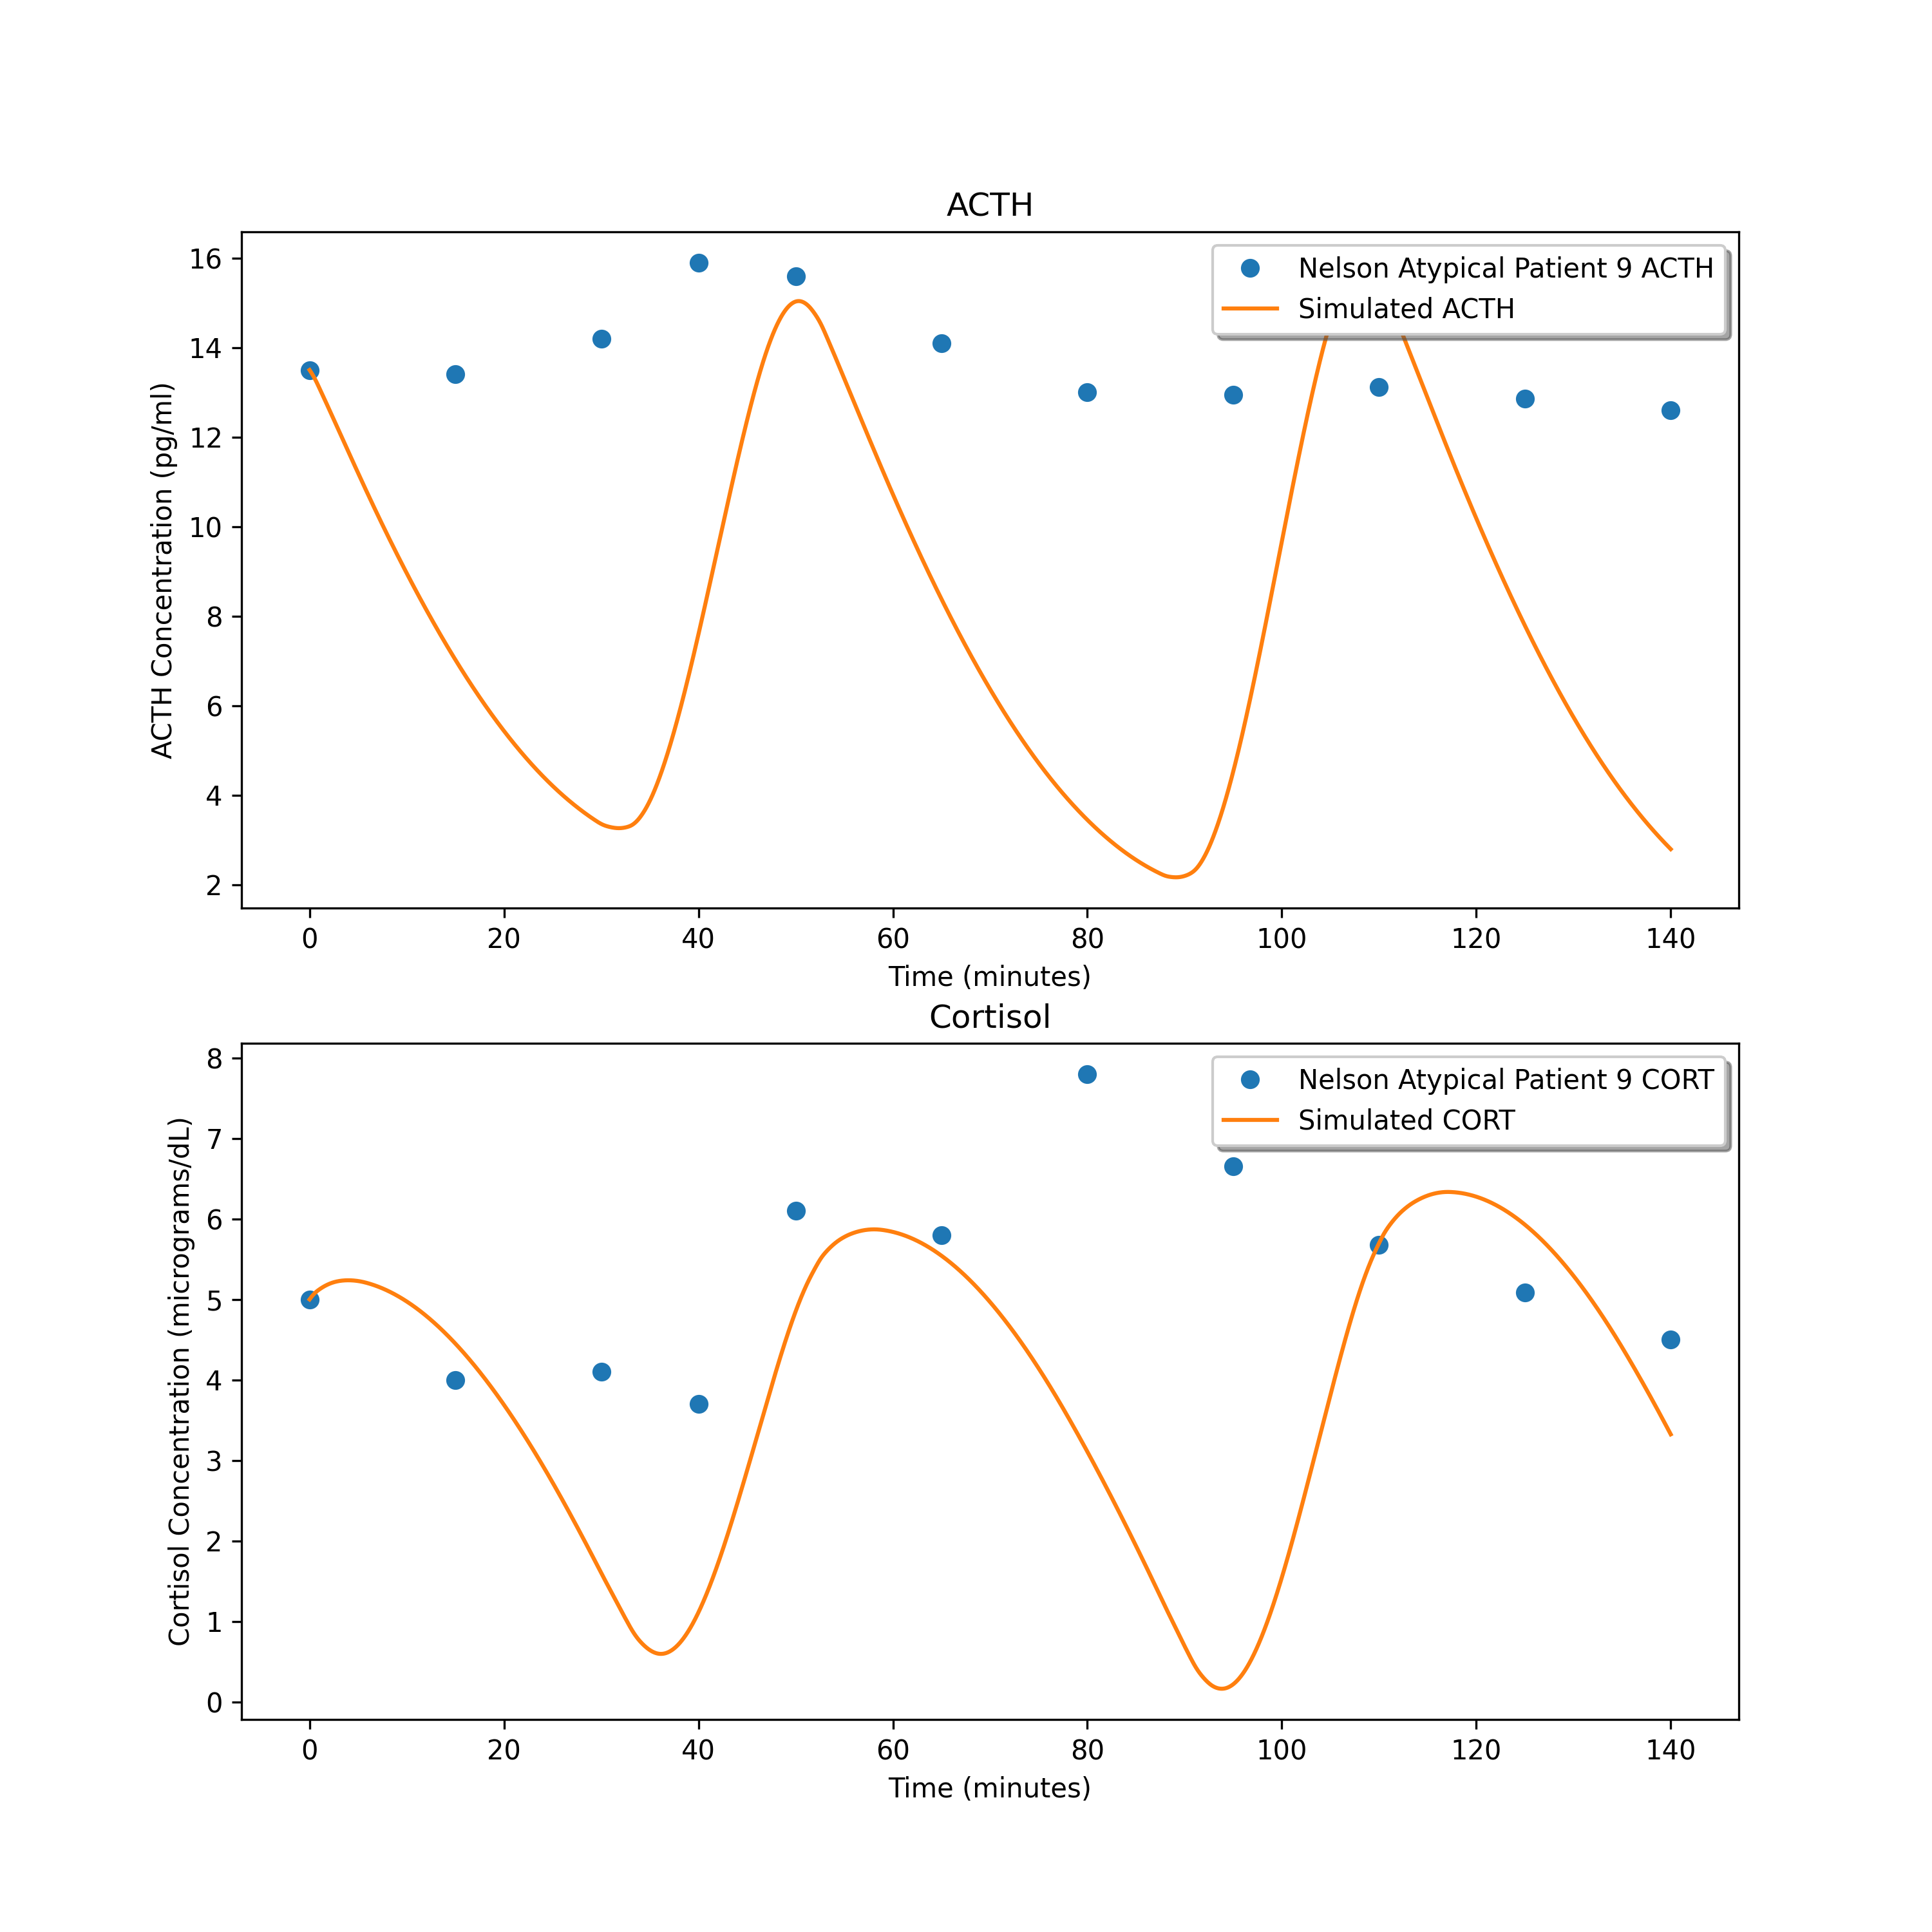 ACTH
16
14
12
10
8
6
4
2
ACTH Concentration (pg/ml)
Nelson Atypical Patient 9 ACTH
Simulated ACTH
0 20 40 60 80 100 120 140
Time (minutes)
Cortisol
8
7
6
5
4
3
2
1
0
Cortisol Concentration (micrograms/dL)
Nelson Atypical Patient 9 CORT
Simulated CORT
0 20 40 60 80 100 120 140
Time (minutes)